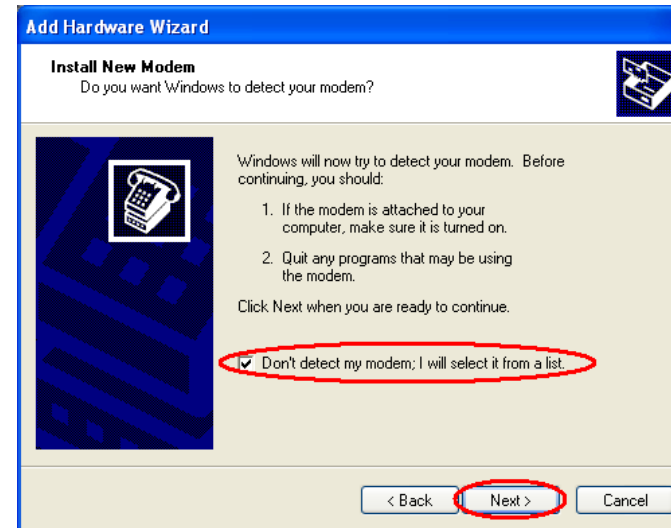 Add Hardware Wizard
Install New Modem
Do you want Windows to detect your modem?
Windows will now try to detect your modem. Before
continuing, you should:
1. If the modem is attached to your
computer, make sure it is turned on.
2. Quit any programs that may be using
the modem.
Click Next when you are ready to continue.
Don't detect my modem; I will select it from a list.
< Back
Next >
Cancel